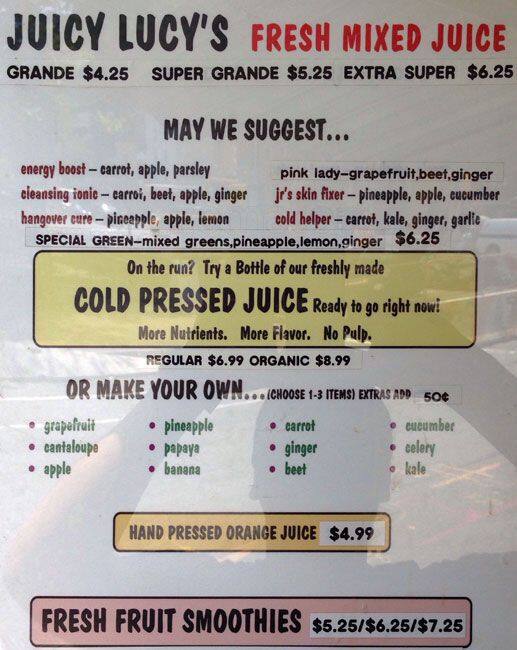 JUICY LUCY'S FRESH MIXED JUICE
GRANDE $4.25 SUPER GRANDE $5.25 EXTRA SUPER $6.25
MAY WE SUGGEST...
energy boost – carrot, apple, parsley
pink lady–grapefruit,beet,ginger
cleansing tonic – carrot, beet, apple, ginger
jr's skin fixer – pineapple, apple, cucumber
hangover cure – pineapple, apple, lemon
cold helper – carrot, kale, ginger, garlic
SPECIAL GREEN–mixed greens,pineapple,lemon,ginger $6.25
On the run? Try a Bottle of our freshly made
COLD PRESSED JUICE Ready to go right now!
More Nutrients. More Flavor. No Pulp.
REGULAR $6.99 ORGANIC $8.99
OR MAKE YOUR OWN...(CHOOSE 1-3 ITEMS) EXTRAS ADD 50¢
• grapefruit • pineapple • carrot • cucumber
• cantaloupe • papaya • ginger • celery
• apple • banana • beet • kale
HAND PRESSED ORANGE JUICE $4.99
FRESH FRUIT SMOOTHIES $5.25/$6.25/$7.25